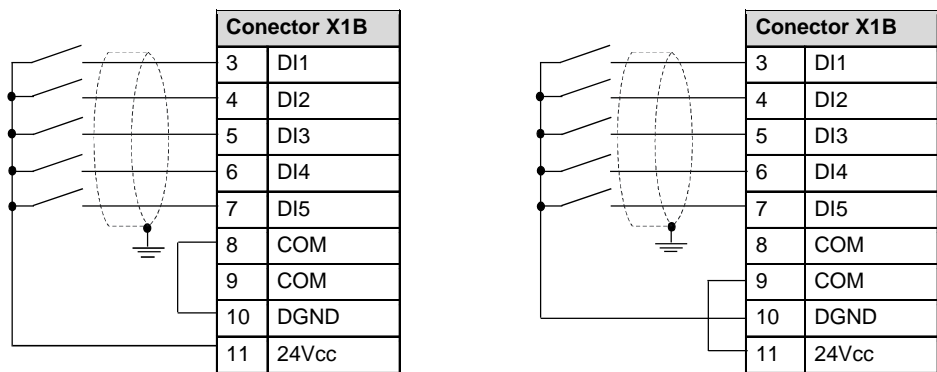 Conector X1B
3 DI1
4 DI2
5 DI3
6 DI4
7 DI5
8 COM
9 COM
10 DGND
11 24Vcc
Conector X1B
3 DI1
4 DI2
5 DI3
6 DI4
7 DI5
8 COM
9 COM
10 DGND
11 24Vcc